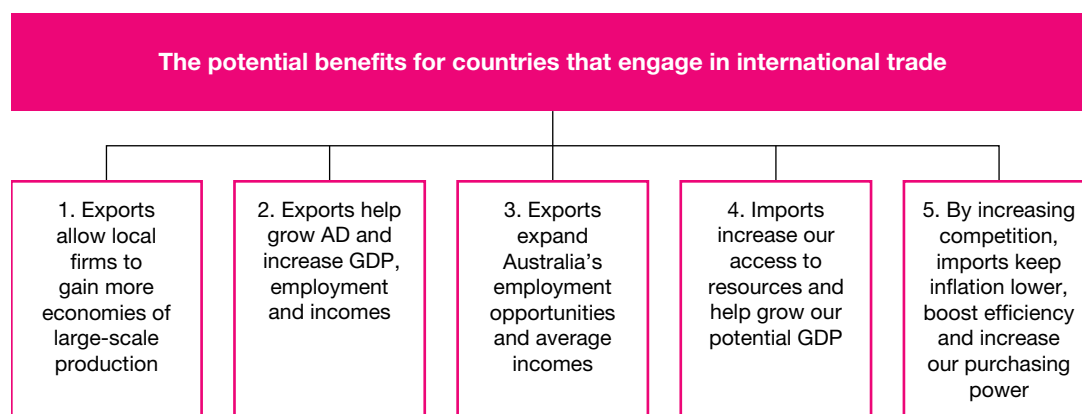 The potential benefits for countries that engage in international trade
1. Exports
allow local
firms to
gain more
economies of
large-scale
production
2. Exports help
grow AD and
increase GDP,
employment
and incomes
3. Exports
expand
Australia’s
employment
opportunities
and average
incomes
4. Imports
increase our
access to
resources and
help grow our
potential GDP
5. By increasing
competition,
imports keep
inflation lower,
boost efficiency
and increase
our purchasing
power